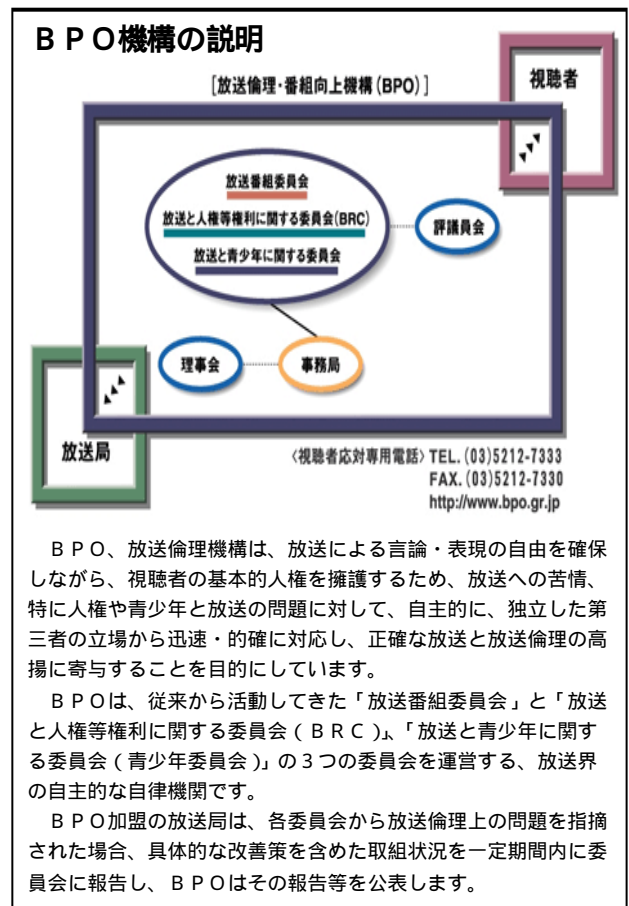 ＢＰＯ機構の説明
[放送倫理・番組向上機構(BPO)]
視聴者
放送番組委員会
放送と人権等権利に関する委員会(BRC)
評議員会
放送と青少年に関する委員会
理事会
事務局
放送局
〈視聴者応対専用電話〉TEL.(03)5212-7333
FAX.(03)5212-7330
http://www.bpo.gr.jp
ＢＰＯ、放送倫理機構は、放送による言論・表現の自由を確保
しながら、視聴者の基本的人権を擁護するため、放送への苦情、
特に人権や青少年と放送の問題に対して、自主的に、独立した第
三者の立場から迅速・的確に対応し、正確な放送と放送倫理の高
揚に寄与することを目的にしています。
ＢＰＯは、従来から活動してきた「放送番組委員会」と「放送
と人権等権利に関する委員会（ＢＲＣ）」、「放送と青少年に関す
る委員会（青少年委員会）」の３つの委員会を運営する、放送界
の自主的な自律機関です。
ＢＰＯ加盟の放送局は、各委員会から放送倫理上の問題を指摘
された場合、具体的な改善策を含めた取組状況を一定期間内に委
員会に報告し、ＢＰＯはその報告等を公表します。